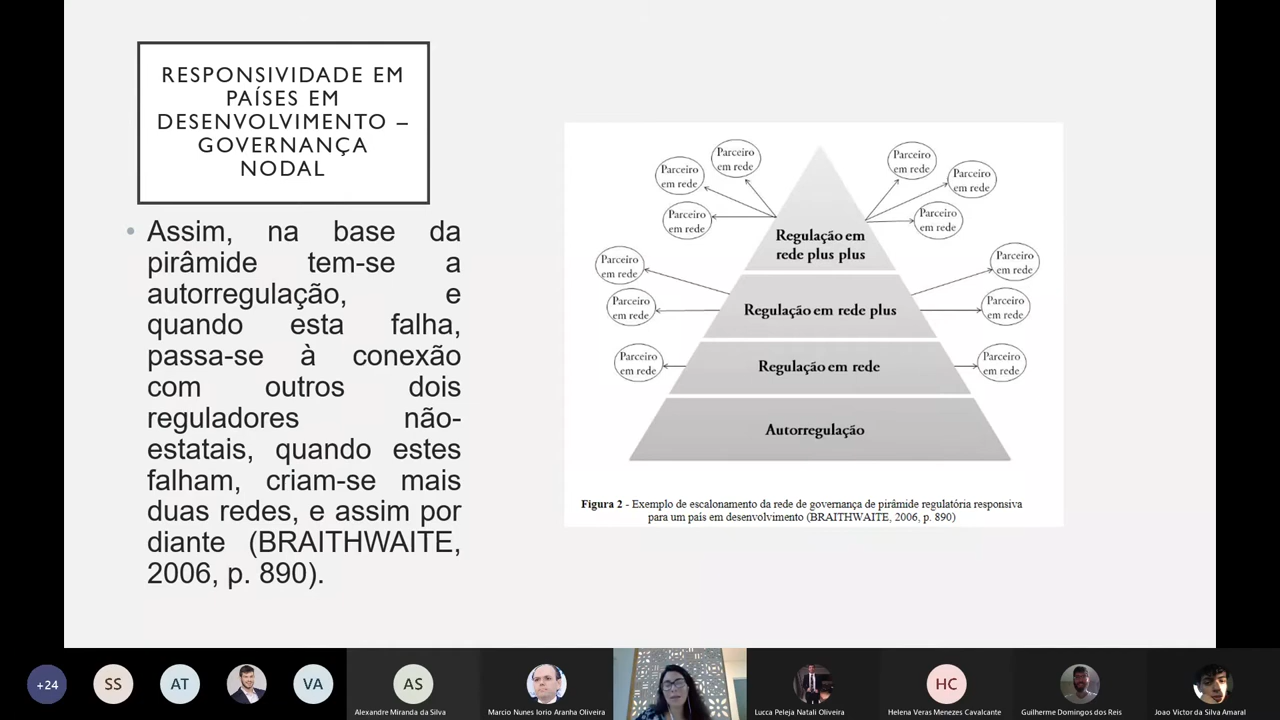 RESPONSIVIDADE EM
PAÍSES EM
DESENVOLVIMENTO –
GOVERNANÇA
NODAL
• Assim, na base da
pirâmide tem-se a
autorregulação, e
quando esta falha,
passa-se à conexão
com outros dois
reguladores não-
estatais, quando estes
falham, criam-se mais
duas redes, e assim por
diante (BRAITHWAITE,
2006, p. 890).
Parceiro
em rede
Parceiro
em rede
Parceiro
em rede
Parceiro
em rede
Parceiro
em rede
Parceiro
em rede
Regulação em
rede plus plus
Parceiro
em rede
Parceiro
em rede
Parceiro
em rede
Parceiro
em rede
Regulação em rede plus
Parceiro
em rede
Parceiro
em rede
Regulação em rede
Autorregulação
Figura 2 - Exemplo de escalonamento da rede de governança de pirâmide regulatória responsiva
para um país em desenvolvimento (BRAITHWAITE, 2006, p. 890)
+24
SS
AT
VA
AS
HC
Alexandre Miranda da Silva
Marcio Nunes Iorio Aranha Oliveira
Lucca Peleja Natali Oliveira
Helena Veras Menezes Cavalcante
Guilherme Domingos dos Reis
Joao Victor da Silva Amaral